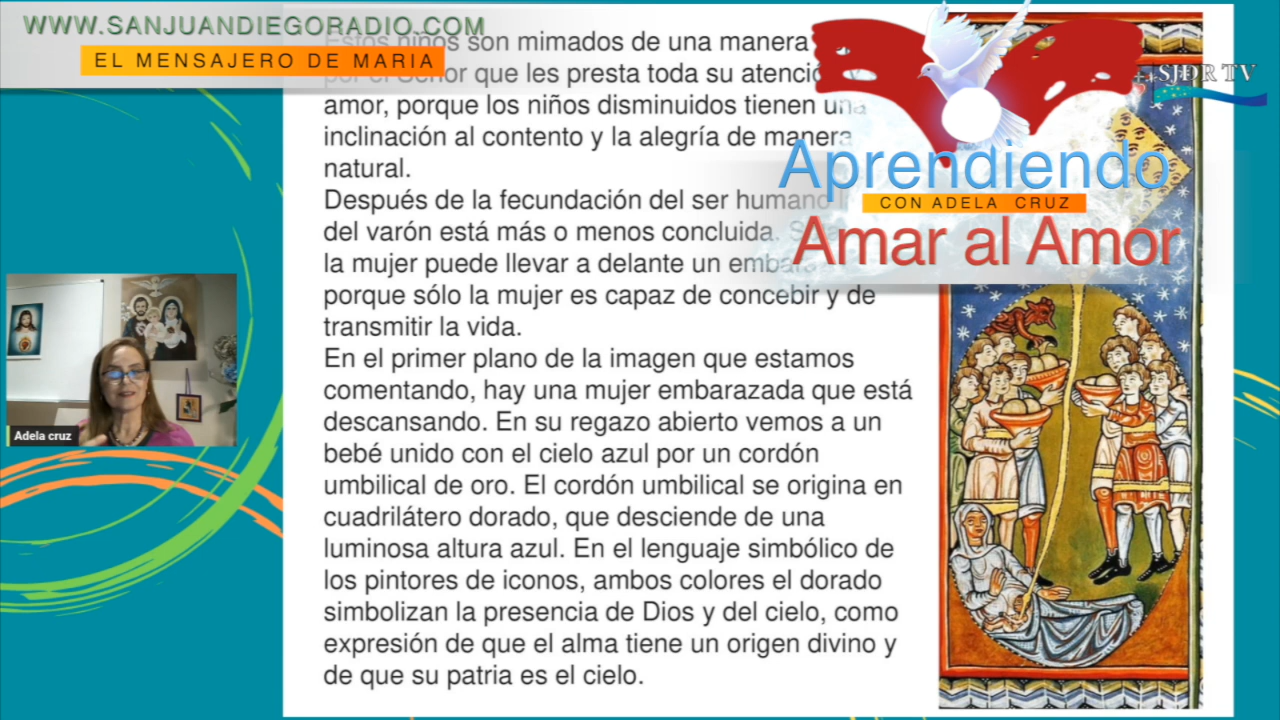 WWW.SANJUANDIEGORADIO.COM
EL MENSAJERO DE MARIA
SJDR TV
Aprendiendo
CON ADELA CRUZ
Amar al Amor
Adela cruz
Estos niños son mimados de una manera
por el Señor que les presta toda su atención y
amor, porque los niños disminuidos tienen una
inclinación al contento y la alegría de manera
natural.
Después de la fecundación del ser humano
del varón está más o menos concluida.
la mujer puede llevar a delante un
porque sólo la mujer es capaz de concebir y de
transmitir la vida.
En el primer plano de la imagen que estamos
comentando, hay una mujer embarazada que está
descansando. En su regazo abierto vemos a un
bebé unido con el cielo azul por un cordón
umbilical de oro. El cordón umbilical se origina en
cuadrilátero dorado, que desciende de una
luminosa altura azul. En el lenguaje simbólico de
los pintores de iconos, ambos colores el dorado
simbolizan la presencia de Dios y del cielo, como
expresión de que el alma tiene un origen divino y
de que su patria es el cielo.